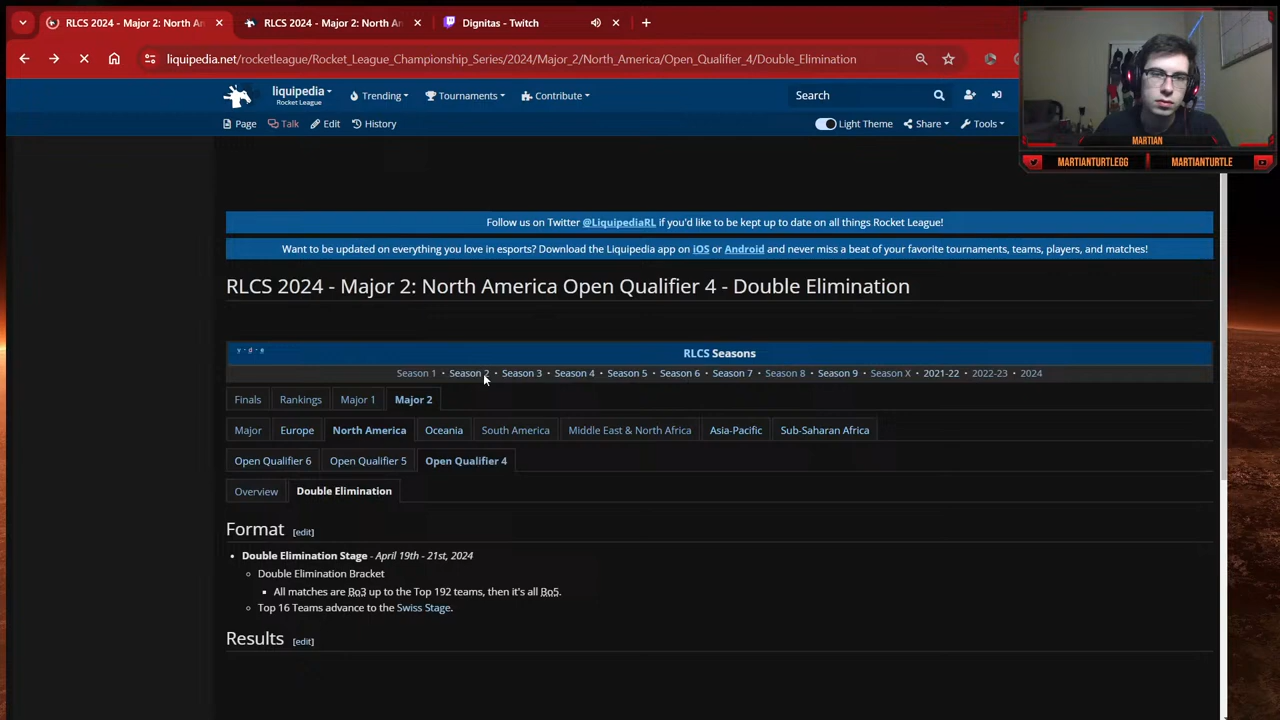 RLCS 2024 - Major 2: North An
RLCS 2024 - Major 2: North An
Dignitas - Twitch
liquipedia.net/rocketleague/Rocket_League_Championship_Series/2024/Major_2/North_America/Open_Qualifier_4/Double_Elimination
liquipedia
Rocket League
Trending
Tournaments
Contribute
Search
Page
Talk
Edit
History
Light Theme
Share
Tools
MARTIAN
MARTIANTURTLEGG
MARTIANTURTLE
Follow us on Twitter @LiquipediaRL if you'd like to be kept up to date on all things Rocket League!
Want to be updated on everything you love in esports? Download the Liquipedia app on iOS or Android and never miss a beat of your favorite tournaments, teams, players, and matches!
RLCS 2024 - Major 2: North America Open Qualifier 4 - Double Elimination
y · d · e
RLCS Seasons
Season 1 · Season 2 · Season 3 · Season 4 · Season 5 · Season 6 · Season 7 · Season 8 · Season 9 · Season X · 2021-22 · 2022-23 · 2024
Finals Rankings Major 1 Major 2
Major Europe North America Oceania South America Middle East & North Africa Asia-Pacific Sub-Saharan Africa
Open Qualifier 6 Open Qualifier 5 Open Qualifier 4
Overview Double Elimination
Format [edit]
Double Elimination Stage - April 19th - 21st, 2024
Double Elimination Bracket
All matches are Bo3 up to the Top 192 teams, then it's all Bo5.
Top 16 Teams advance to the Swiss Stage.
Results [edit]